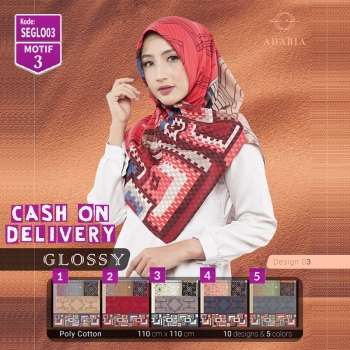 Kode:
SEGL003
MOTIF
3
ADABIA
CASH ON
DELIVERY
GLOSSY
Design 03
1 2 3 4 5
Poly Cotton 110 cm x 110 cm 10 designs & 5 colors